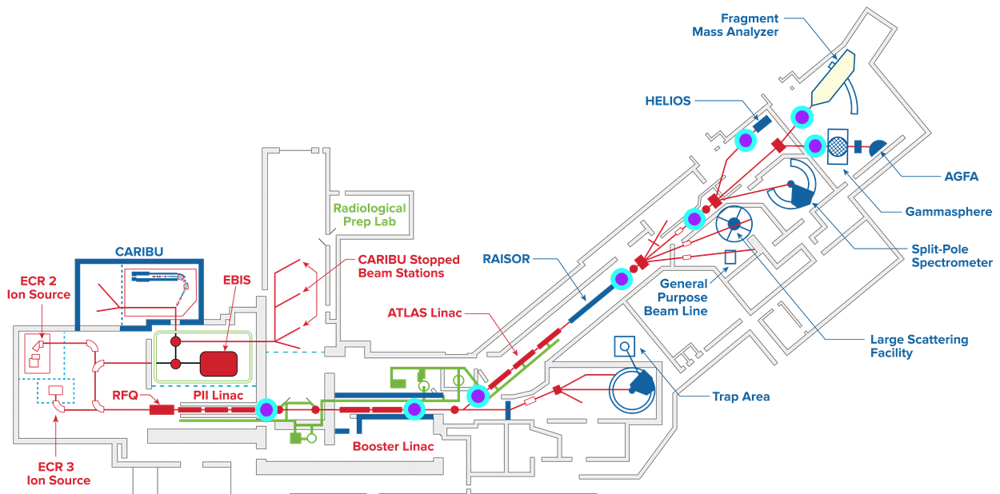 Fragment
Mass Analyzer
HELIOS
AGFA
Radiological
Prep Lab
Gammasphere
CARIBU
CARIBU Stopped
Beam Stations
RAISOR
Split-Pole
Spectrometer
ECR 2
Ion Source
EBIS
General
Purpose
Beam Line
ATLAS Linac
Large Scattering
Facility
RFQ
PII Linac
Trap Area
Booster Linac
ECR 3
Ion Source